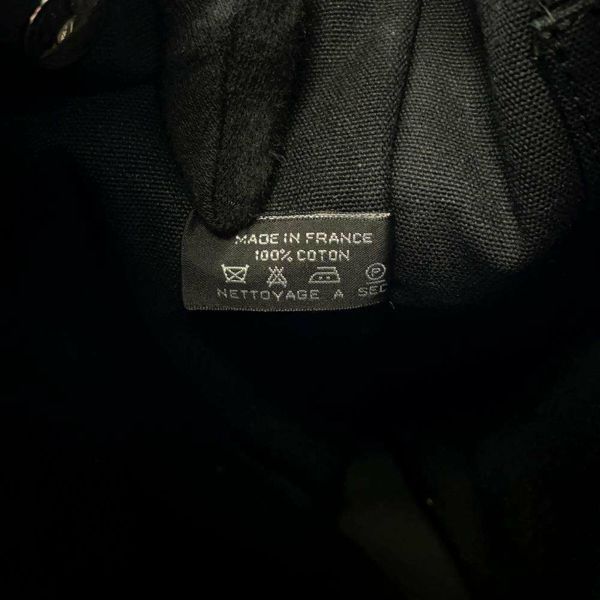 MADE IN FRANCE
100% COTON
P
NETTOYAGE A SEC